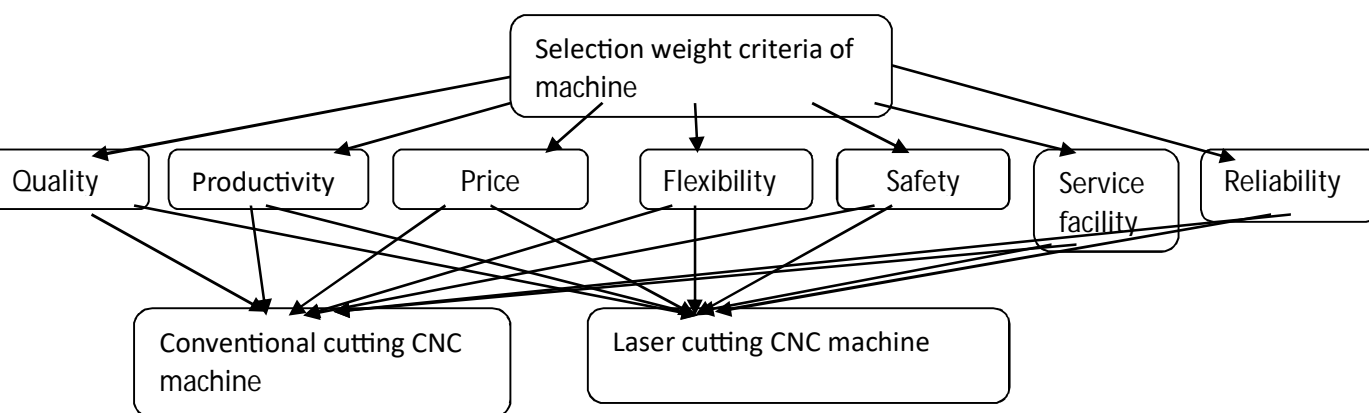 Selection weight criteria of
machine
Quality
Productivity
Price
Flexibility
Safety
Service
facility
Reliability
Conventional cutting CNC
machine
Laser cutting CNC machine